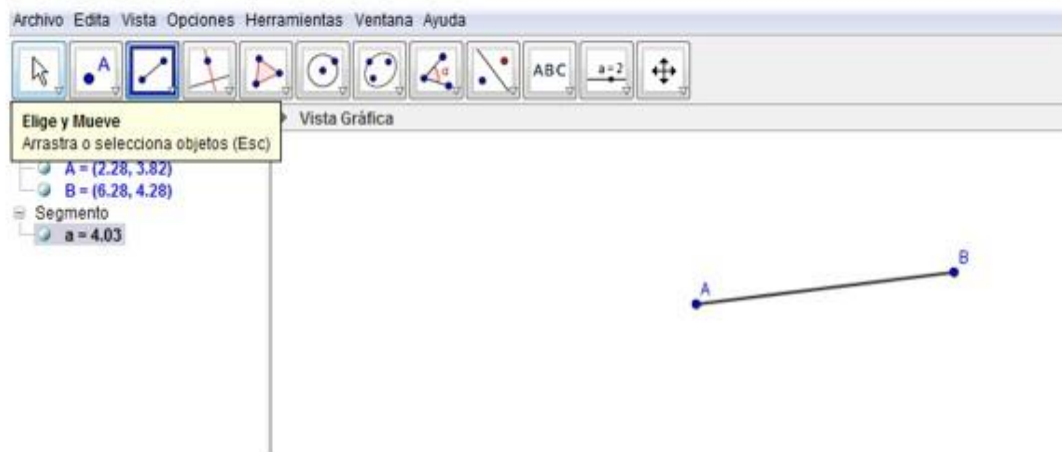 Archivo Edita Vista Opciones Herramientas Ventana Ayuda
A
α
ABC
a=2
Elige y Mueve
Arrastra o selecciona objetos (Esc)
Vista Gráfica
A = (2.28, 3.82)
B = (6.28, 4.28)
Segmento
a = 4.03
A
B